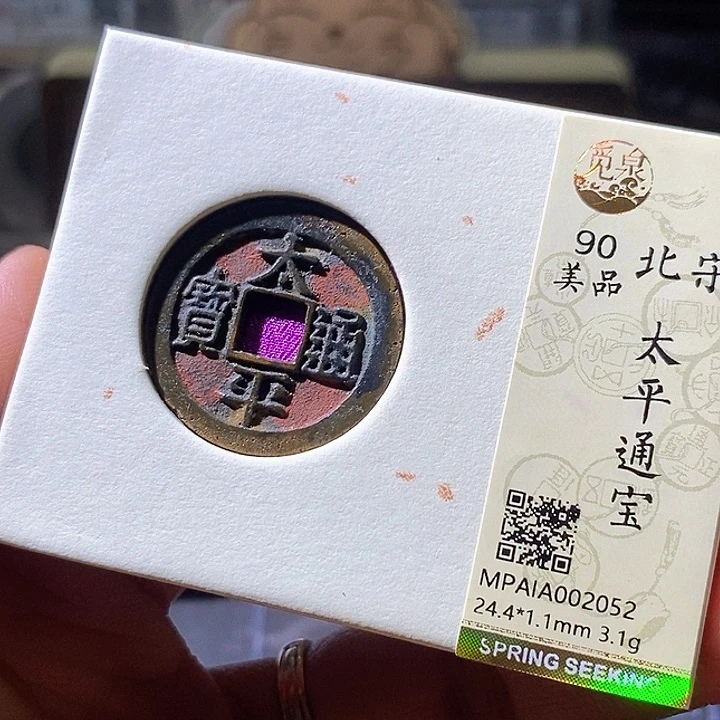 太平通寶
觅泉
90
美品
北宋
太平通宝
MPAIA002052
24.4*1.1mm 3.1g
SPRING SEEKING